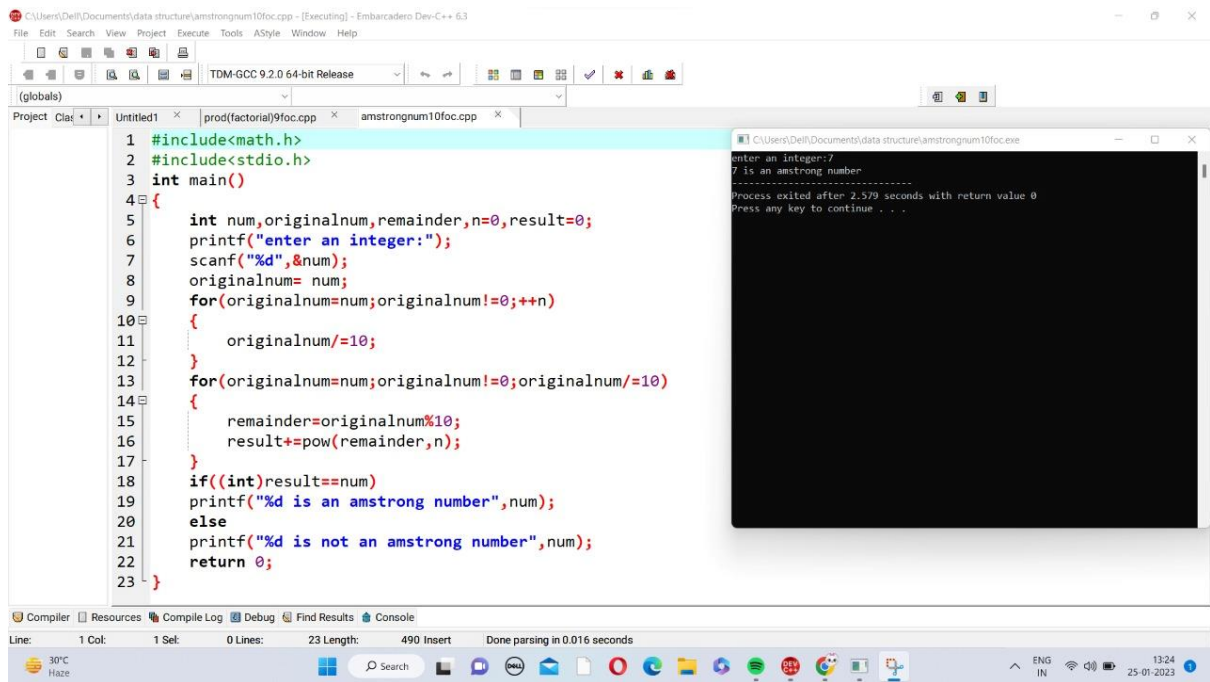 C:\Users\Dell\Documents\data structure\amstrongnum10foc.cpp - [Executing] - Embarcadero Dev-C++ 6.3
File Edit Search View Project Execute Tools AStyle Window Help
TDM-GCC 9.2.0 64-bit Release
(globals)
Project Clas Untitled1 prod(factorial)9foc.cpp amstrongnum10foc.cpp
1 #include<math.h>
2 #include<stdio.h>
3 int main()
4 {
5 int num,originalnum,remainder,n=0,result=0;
6 printf("enter an integer:");
7 scanf("%d",&num);
8 originalnum= num;
9 for(originalnum=num;originalnum!=0;++n)
10 {
11 originalnum/=10;
12 }
13 for(originalnum=num;originalnum!=0;originalnum/=10)
14 {
15 remainder=originalnum%10;
16 result+=pow(remainder,n);
17 }
18 if((int)result==num)
19 printf("%d is an amstrong number",num);
20 else
21 printf("%d is not an amstrong number",num);
22 return 0;
23 }
C:\Users\Dell\Documents\data structure\amstrongnum10foc.exe
enter an integer:7
7 is an amstrong number
--------------------------------
Process exited after 2.579 seconds with return value 0
Press any key to continue . . .
Compiler Resources Compile Log Debug Find Results Console
Line: 1 Col: 1 Sel: 0 Lines: 23 Length: 490 Insert Done parsing in 0.016 seconds
30°C
Haze
Search
DELL
DEV C++
ENG
IN
13:24
25-01-2023
1